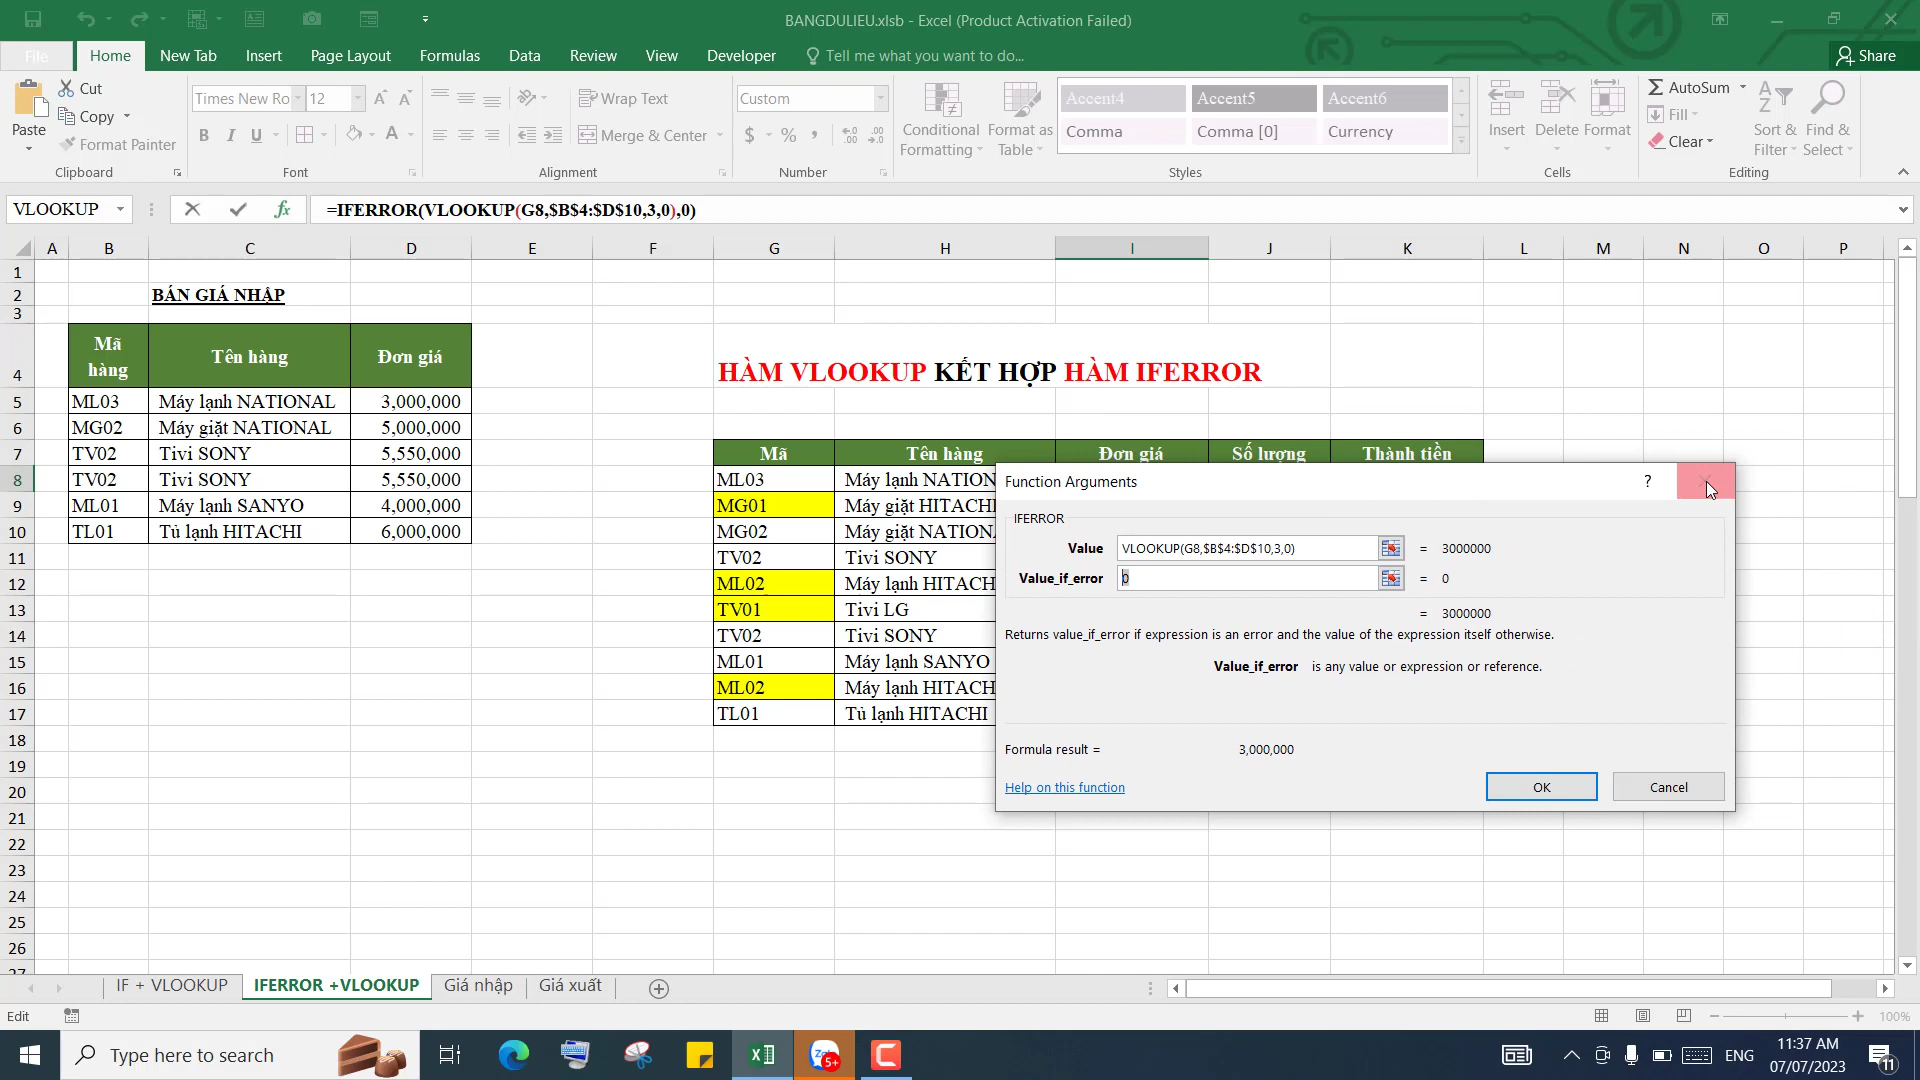 BANGDULIEU.xlsb - Excel (Product Activation Failed)
File Home New Tab Insert Page Layout Formulas Data Review View Developer Tell me what you want to do... Share
Paste Cut Copy Format Painter Clipboard
Times New Ro 12 B I U A Font
Wrap Text Merge & Center Alignment
Custom $ % , Number
Conditional Formatting Format as Table
Accent4 Accent5 Accent6
Comma Comma [0] Currency
Styles
Insert Delete Format Cells
AutoSum Fill Clear Sort & Filter Find & Select Editing
VLOOKUP fx =IFERROR(VLOOKUP(G8,$B$4:$D$10,3,0),0)
A B C D E F G H I J K L M N O P
1
2 BÁN GIÁ NHẬP
3
4 Mã hàng Tên hàng Đơn giá HÀM VLOOKUP KẾT HỢP HÀM IFERROR
5 ML03 Máy lạnh NATIONAL 3,000,000
6 MG02 Máy giặt NATIONAL 5,000,000
7 TV02 Tivi SONY 5,550,000 Mã Tên hàng Đơn giá Số lượng Thành tiền
8 TV02 Tivi SONY 5,550,000 ML03 Máy lạnh NATION
9 ML01 Máy lạnh SANYO 4,000,000 MG01 Máy giặt HITACHI
10 TL01 Tủ lạnh HITACHI 6,000,000 MG02 Máy giặt NATIONA
11 TV02 Tivi SONY
12 ML02 Máy lạnh HITACH
13 TV01 Tivi LG
14 TV02 Tivi SONY
15 ML01 Máy lạnh SANYO
16 ML02 Máy lạnh HITACH
17 TL01 Tủ lạnh HITACHI
18
19
20
21
22
23
24
25
26
27
Function Arguments ?
IFERROR
Value VLOOKUP(G8,$B$4:$D$10,3,0) = 3000000
Value_if_error 0 = 0
= 3000000
Returns value_if_error if expression is an error and the value of the expression itself otherwise.
Value_if_error is any value or expression or reference.
Formula result = 3,000,000
Help on this function OK Cancel
IF + VLOOKUP IFERROR +VLOOKUP Giá nhập Giá xuất
Edit 100%
Type here to search 5+ ENG 11:37 AM
07/07/2023 11